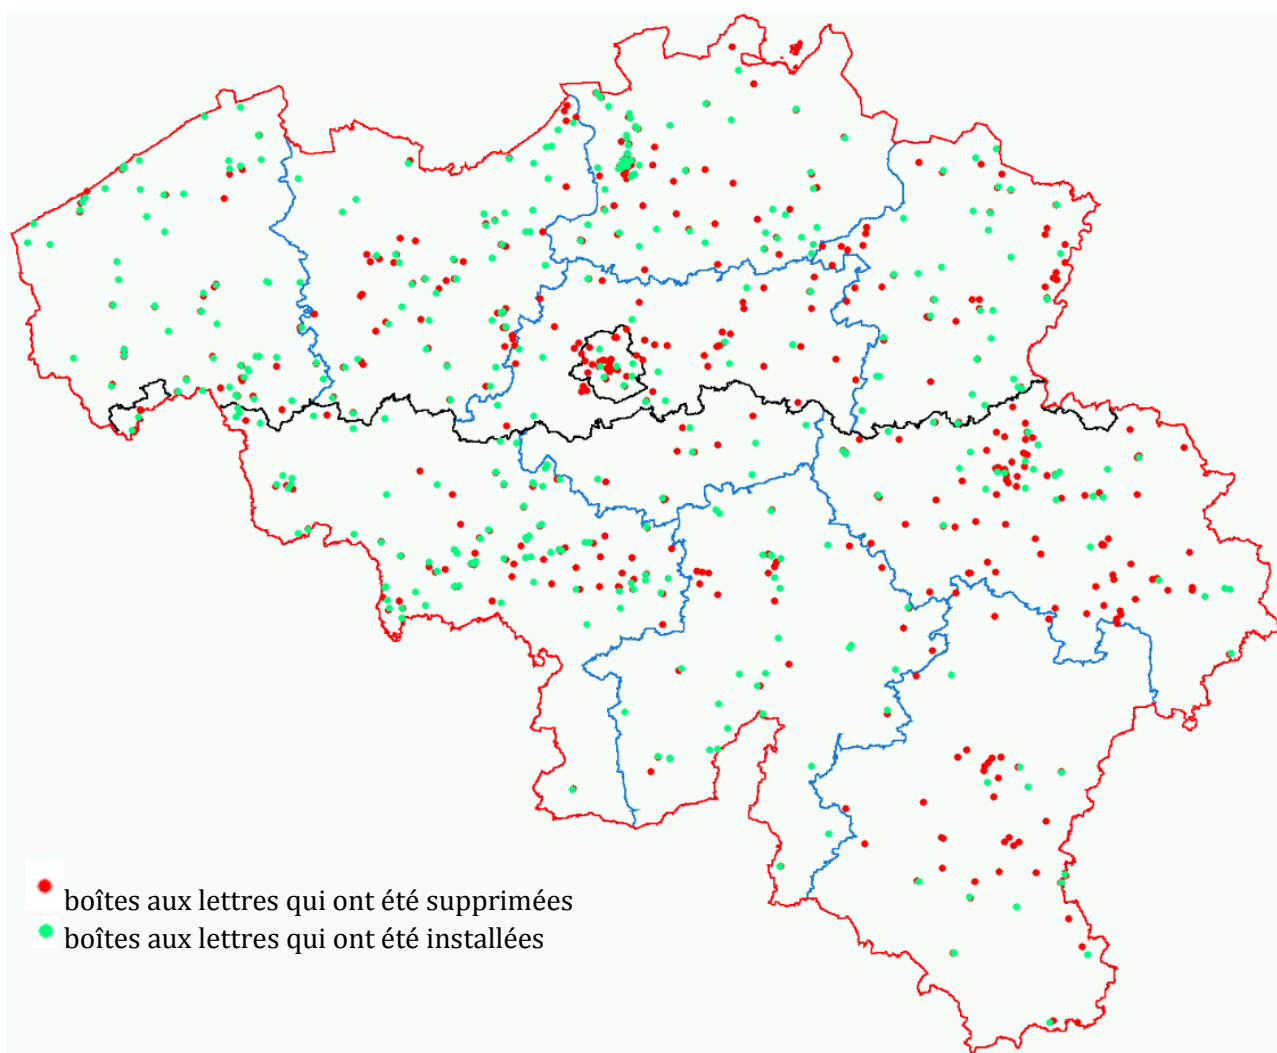 boîtes aux lettres qui ont été supprimées
boîtes aux lettres qui ont été installées